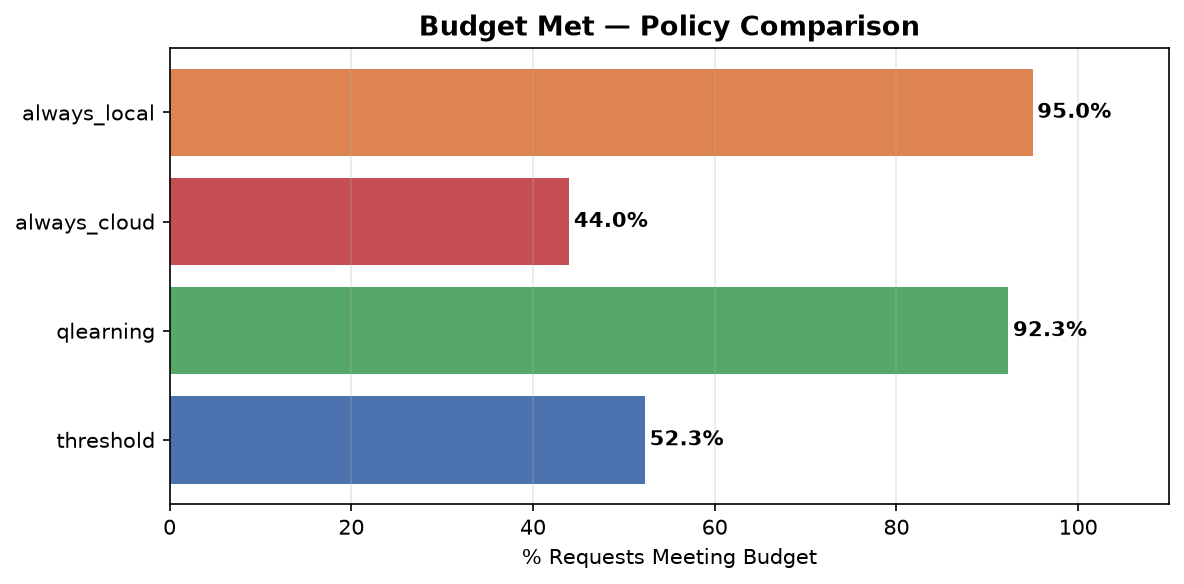 Budget Met — Policy Comparison
always_local
95.0%
always_cloud
44.0%
qlearning
92.3%
threshold
52.3%
0 20 40 60 80 100
% Requests Meeting Budget